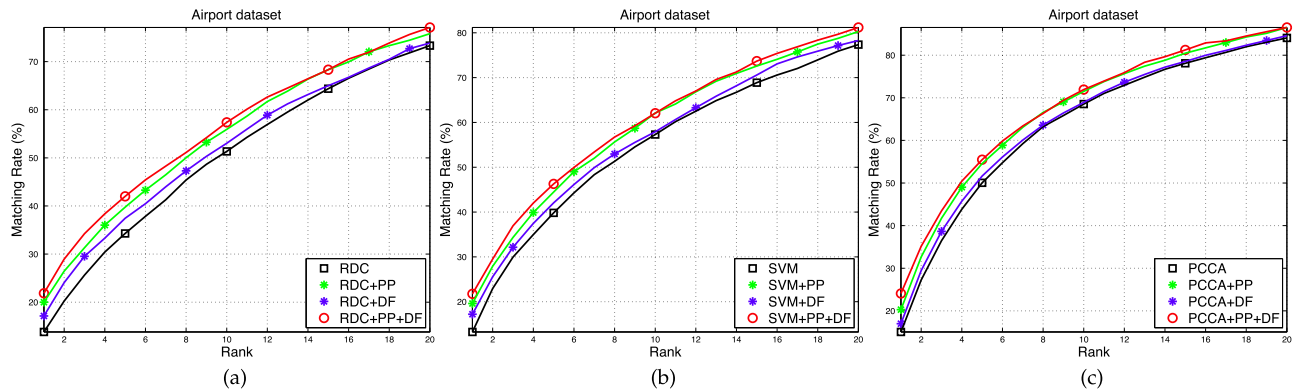 Airport dataset
Matching Rate (%)
70
60
50
40
30
20
2 4 6 8 10 12 14 16 18 20
Rank
RDC
RDC+PP
RDC+DF
RDC+PP+DF
(a)
Airport dataset
Matching Rate (%)
80
70
60
50
40
30
20
2 4 6 8 10 12 14 16 18 20
Rank
SVM
SVM+PP
SVM+DF
SVM+PP+DF
(b)
Airport dataset
Matching Rate (%)
80
70
60
50
40
30
20
2 4 6 8 10 12 14 16 18 20
Rank
PCCA
PCCA+PP
PCCA+DF
PCCA+PP+DF
(c)